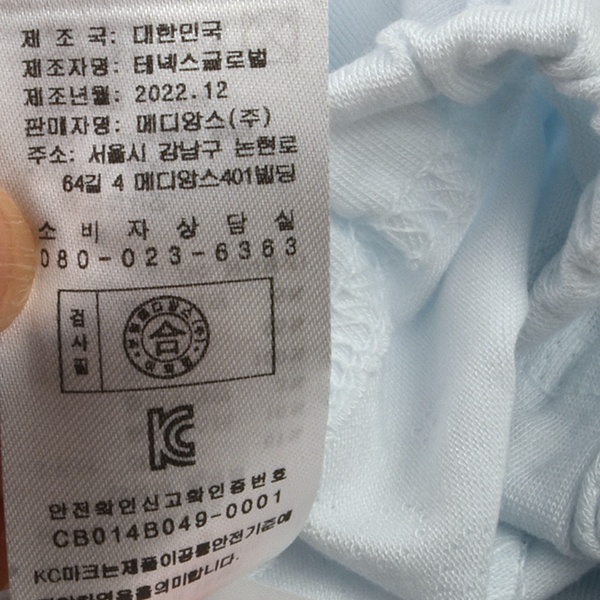 제 조 국: 대한민국
제조자명: 테넥스글로벌
제조년월: 2022.12
판매자명: 메디앙스(주)
주소: 서울시 강남구 논현로
64길 4 메디앙스401빌딩
소 비 자 상 담 실
080-023-6363
검사필
合
KC
안전확인신고확인증번호
CB014B049-0001
KC마크는제품이공통안전기준에
의미합니다.